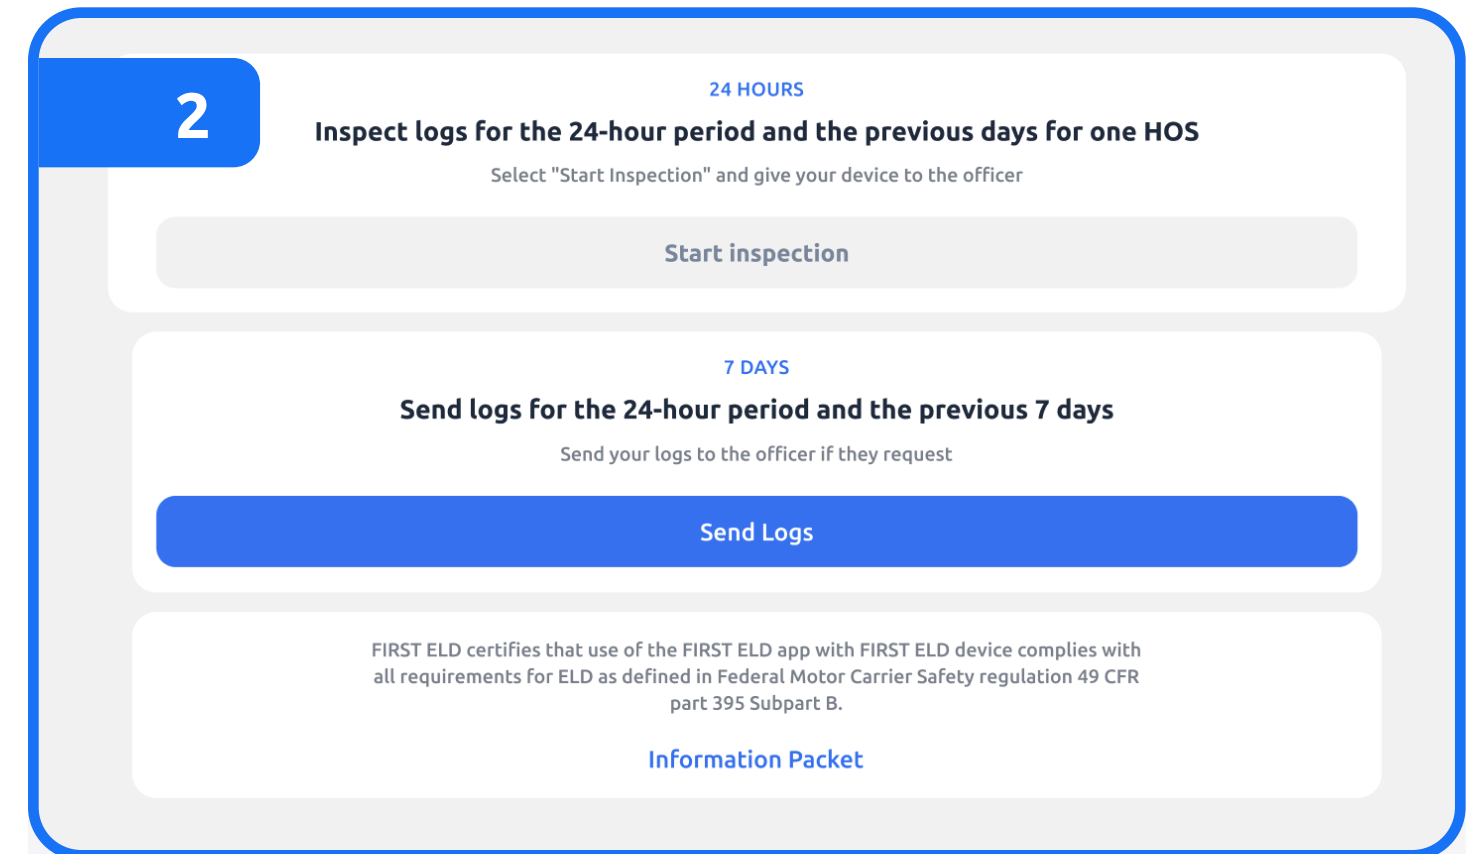 2
24 HOURS
Inspect logs for the 24-hour period and the previous days for one HOS
Select "Start Inspection" and give your device to the officer
Start inspection
7 DAYS
Send logs for the 24-hour period and the previous 7 days
Send your logs to the officer if they request
Send Logs
FIRST ELD certifies that use of the FIRST ELD app with FIRST ELD device complies with
all requirements for ELD as defined in Federal Motor Carrier Safety regulation 49 CFR
part 395 Subpart B.
Information Packet